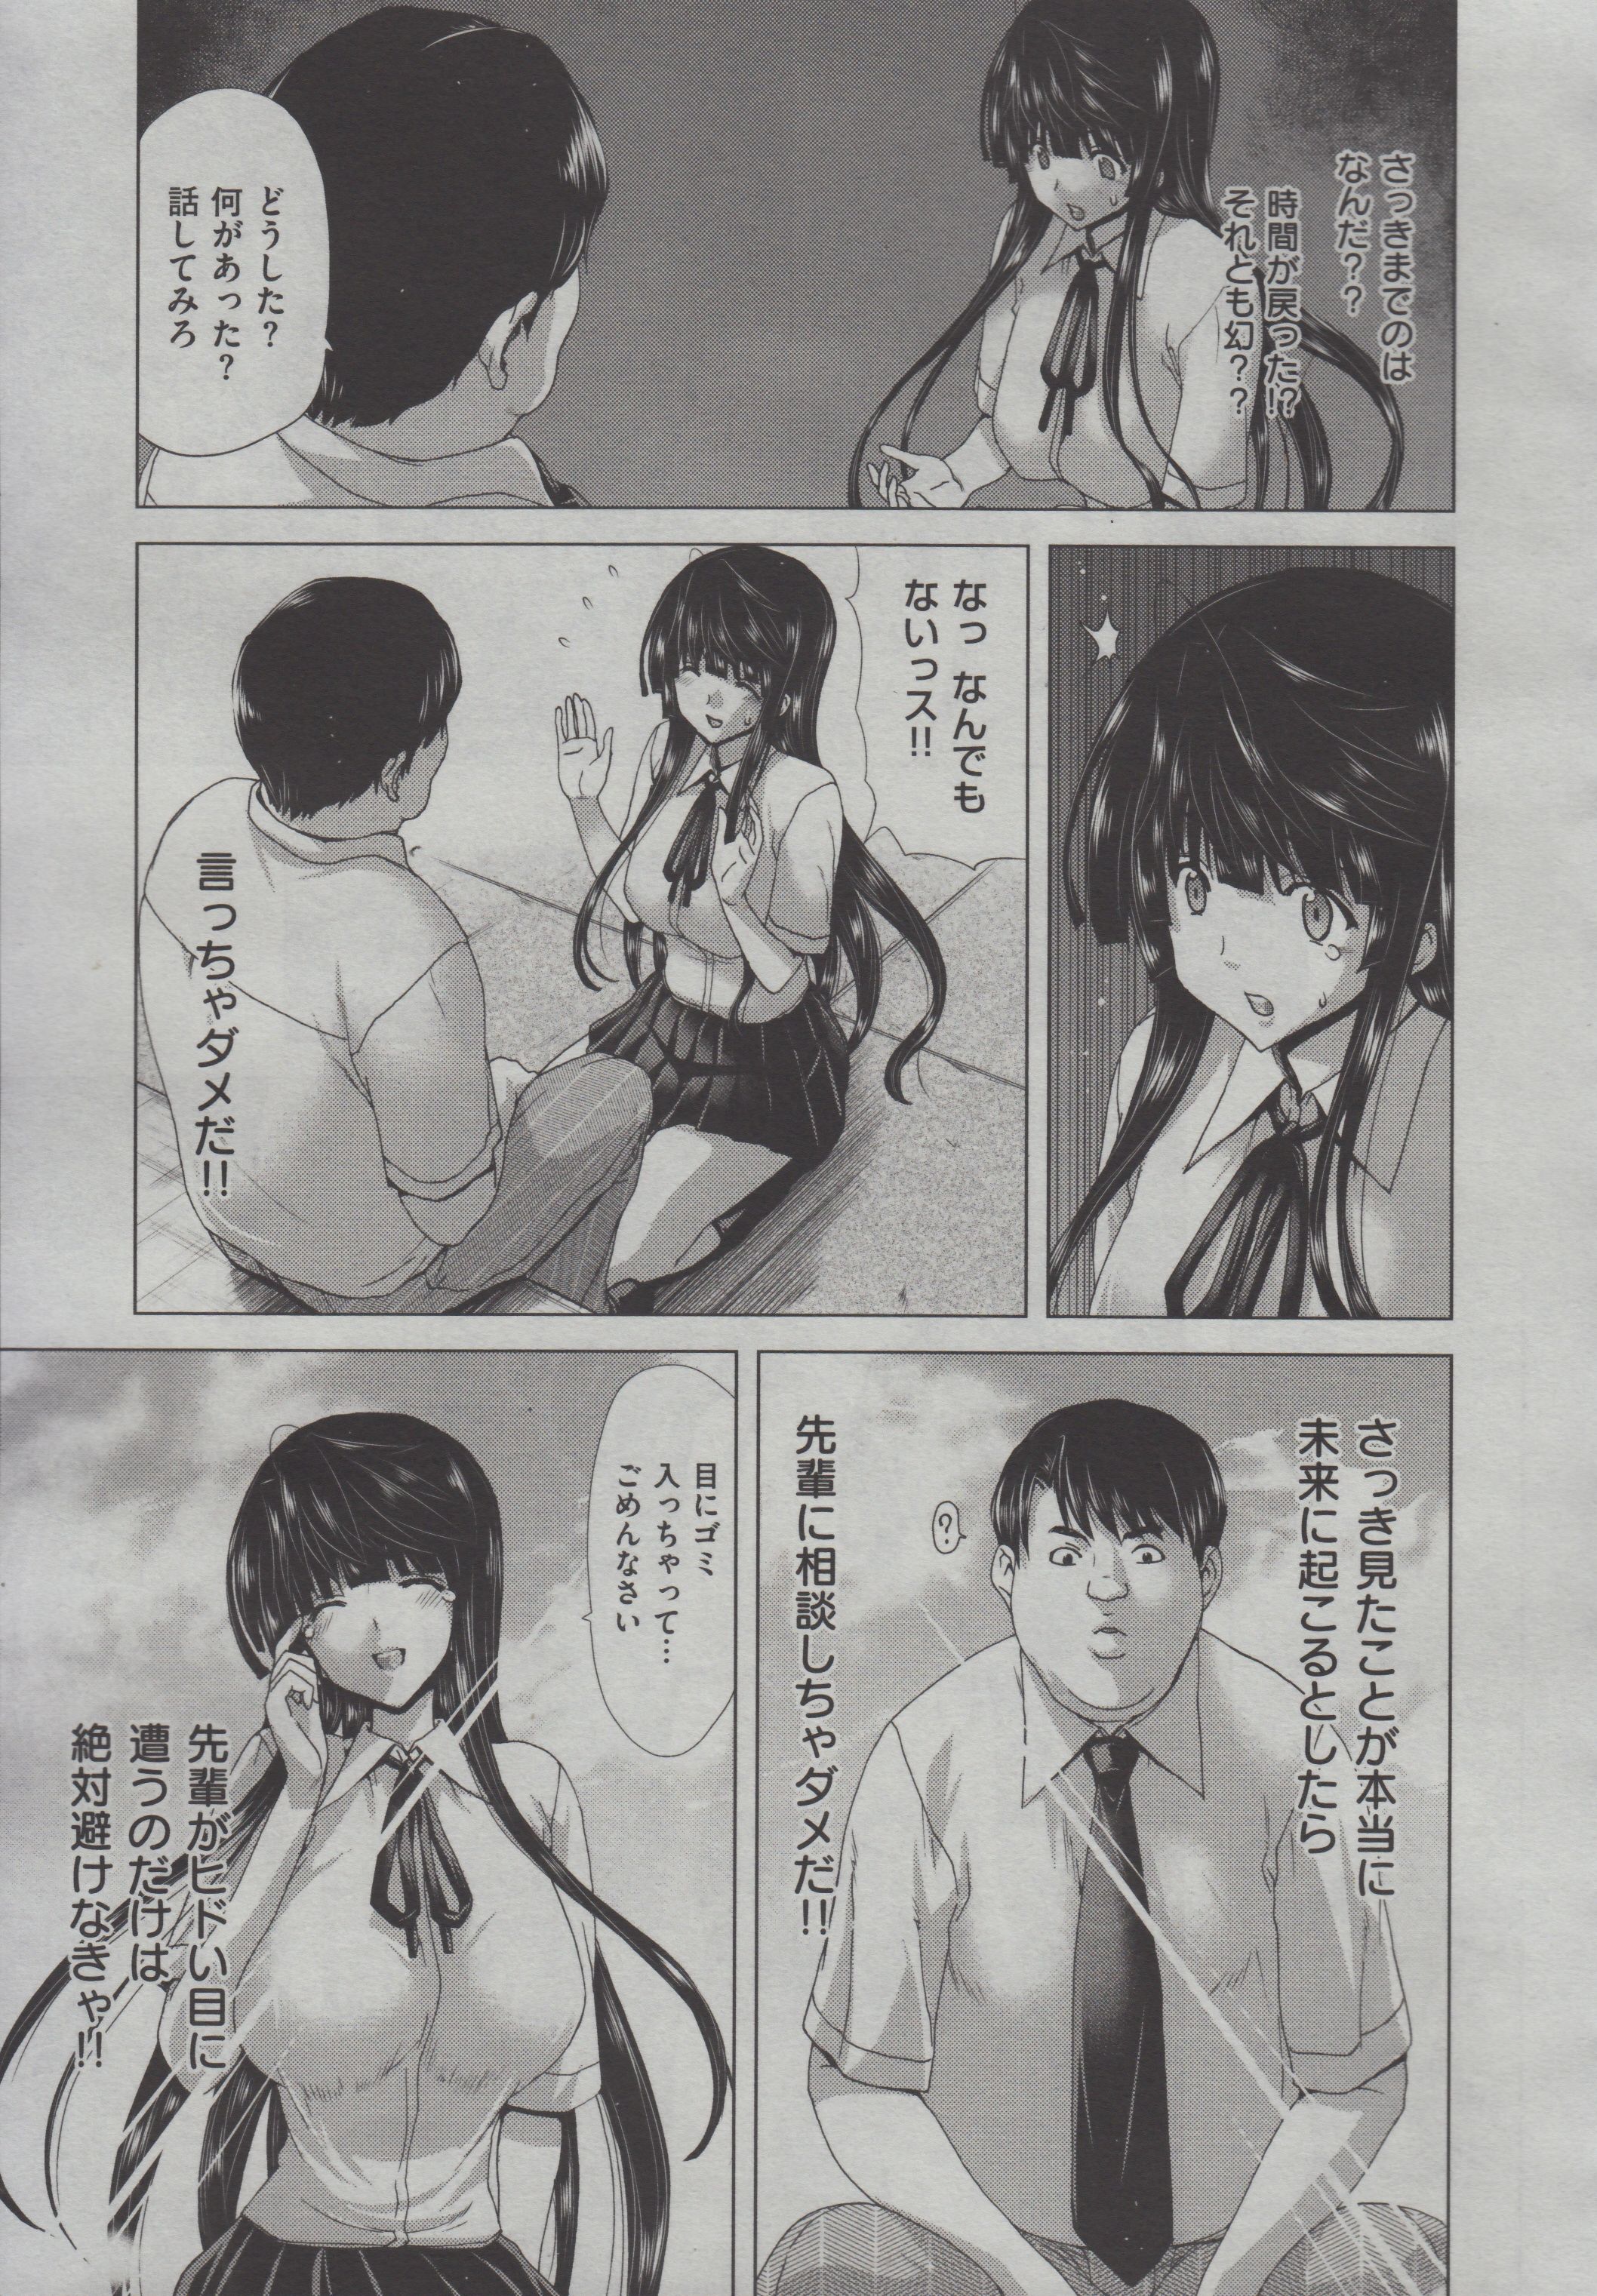 さっきまでのは
なんだ？？
時間が戻った!?
それとも幻？？
どうした？
何があった？
話してみろ
なっ なんでも
ないっス!!
言っちゃダメだ!!
さっき見たことが本当に
未来に起こるとしたら
?
先輩に相談しちゃダメだ!!
目にゴミ
入っちゃって…
ごめんなさい
先輩がヒドい目に
遭うのだけは
絶対避けなきゃ!!